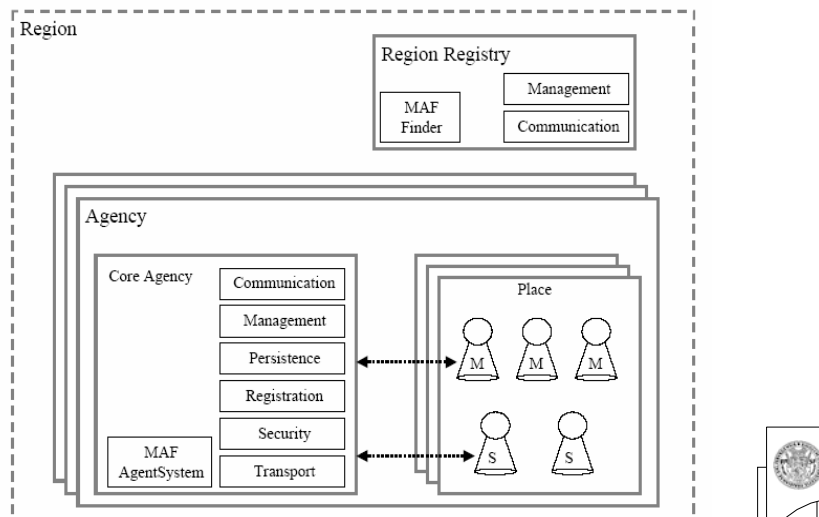 Region
Region Registry
MAF
Finder
Management
Communication
Agency
Core Agency
Communication
Management
Persistence
Registration
Security
Transport
MAF
AgentSystem
Place
M
M
M
S
S